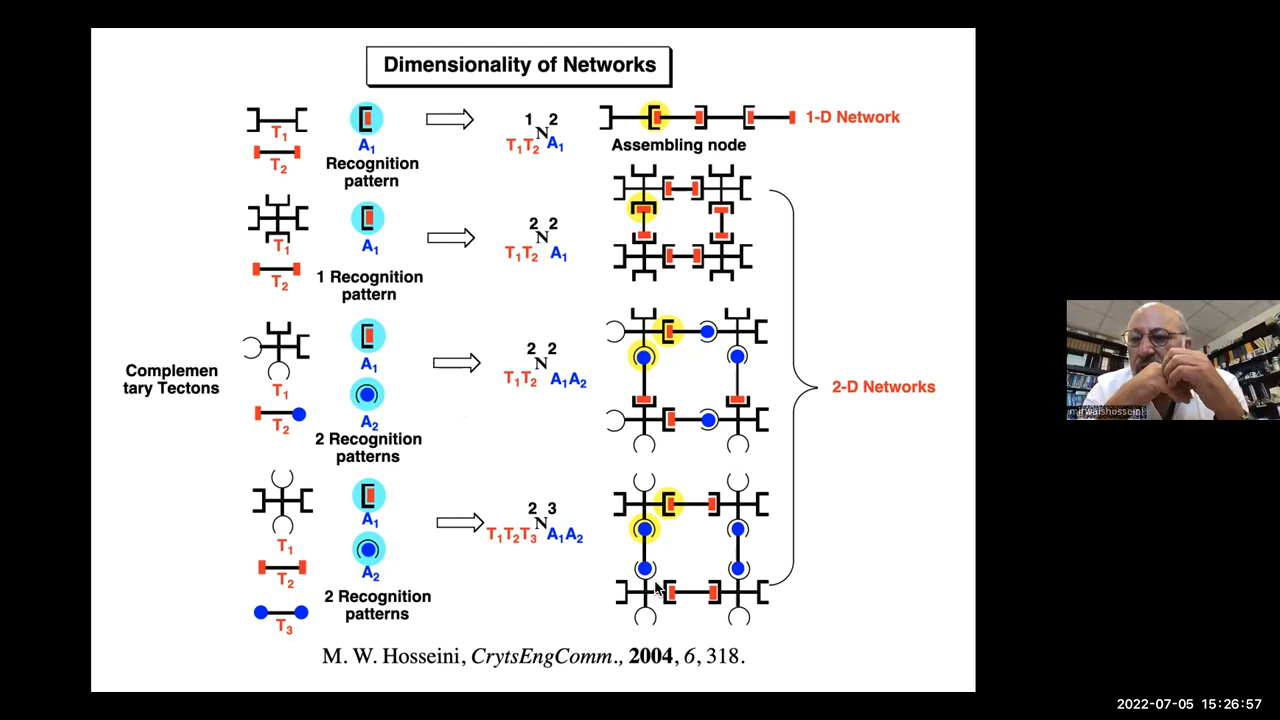 Dimensionality of Networks
T1
T2
A1
Recognition
pattern
1 2
N
T1T2 A1
Assembling node
1-D Network
T1
T2
A1
1 Recognition
pattern
2 2
N
T1T2 A1
Complemen
tary Tectons
T1
T2
A1
A2
2 Recognition
patterns
2 2
N
T1T2 A1A2
2-D Networks
T1
T2
T3
A1
A2
2 Recognition
patterns
2 3
N
T1T2T3 A1A2
M. W. Hosseini, CrytsEngComm., 2004, 6, 318.
mirwaishosseini
2022-07-05 15:26:57